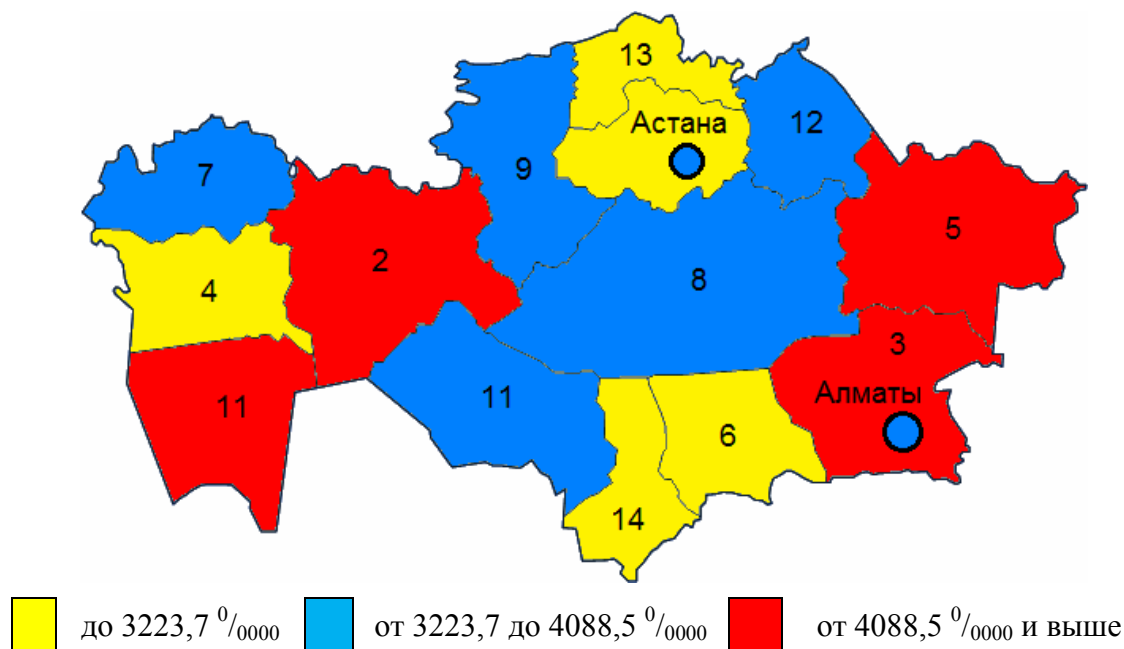 13
Астана
12
7
9
5
2
8
4
3
Алматы
11
11
6
14
до 3223,7 ⁰/₀₀₀₀
от 3223,7 до 4088,5 ⁰/₀₀₀₀
от 4088,5 ⁰/₀₀₀₀ и выше